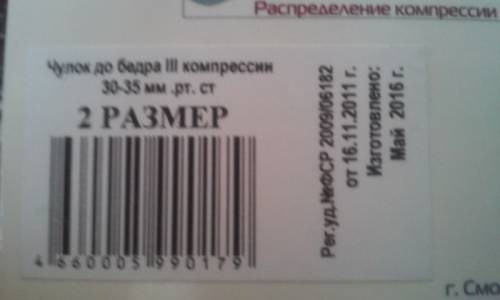 Распределение компрессии
Чулок до бедра III компрессии
30-35 мм .рт. ст
2 РАЗМЕР
4 660005 990179
Рег.уд.№ФСР 2009/06182
от 16.11.2011 г.
Изготовлено:
Май 2016 г.
г. Смо